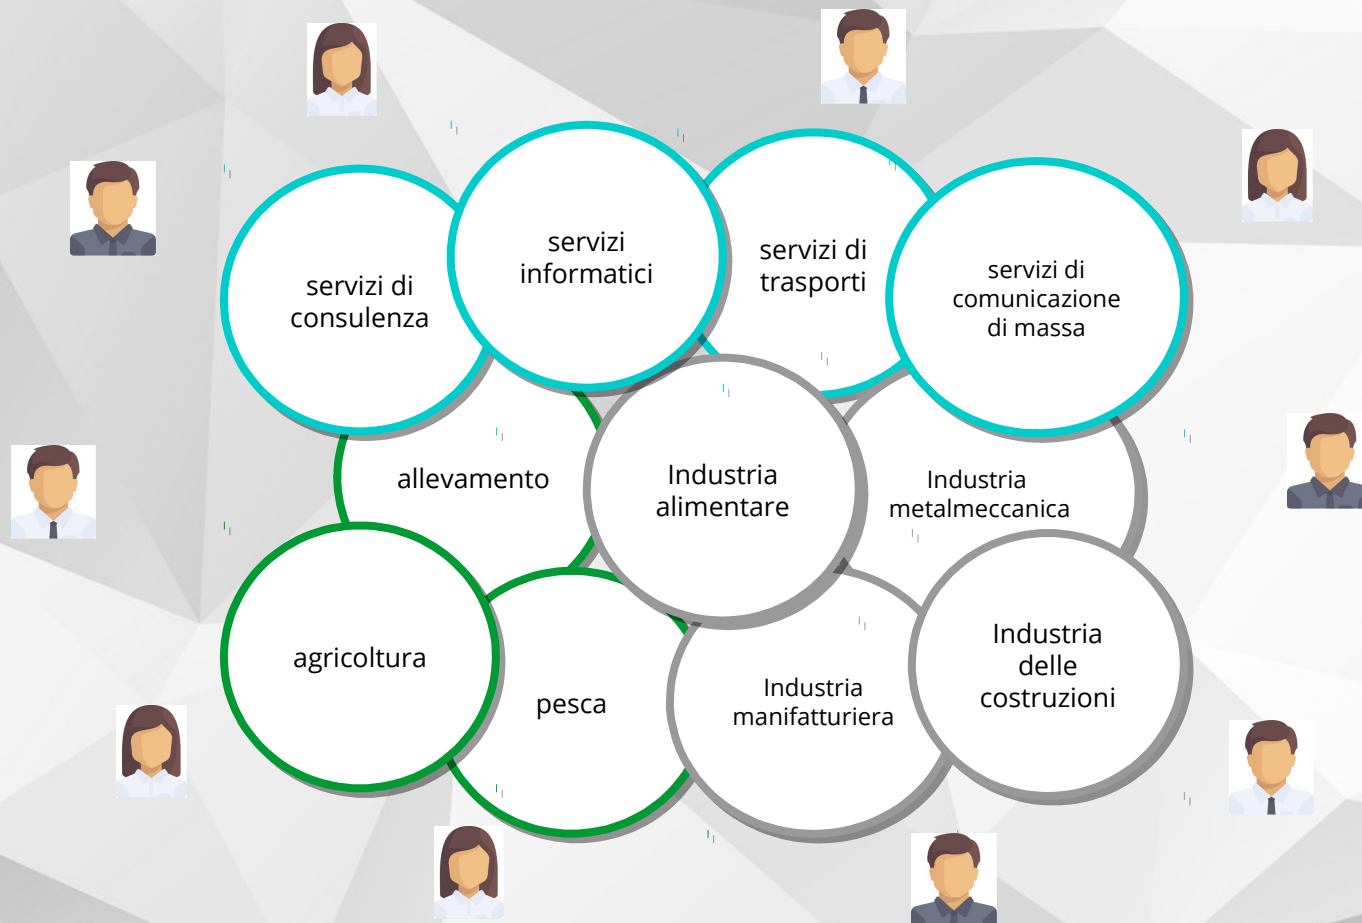 servizi di
consulenza
servizi
informatici
servizi di
trasporti
servizi di
comunicazione
di massa
allevamento
Industria
alimentare
Industria
metalmeccanica
agricoltura
pesca
Industria
manifatturiera
Industria
delle
costruzioni